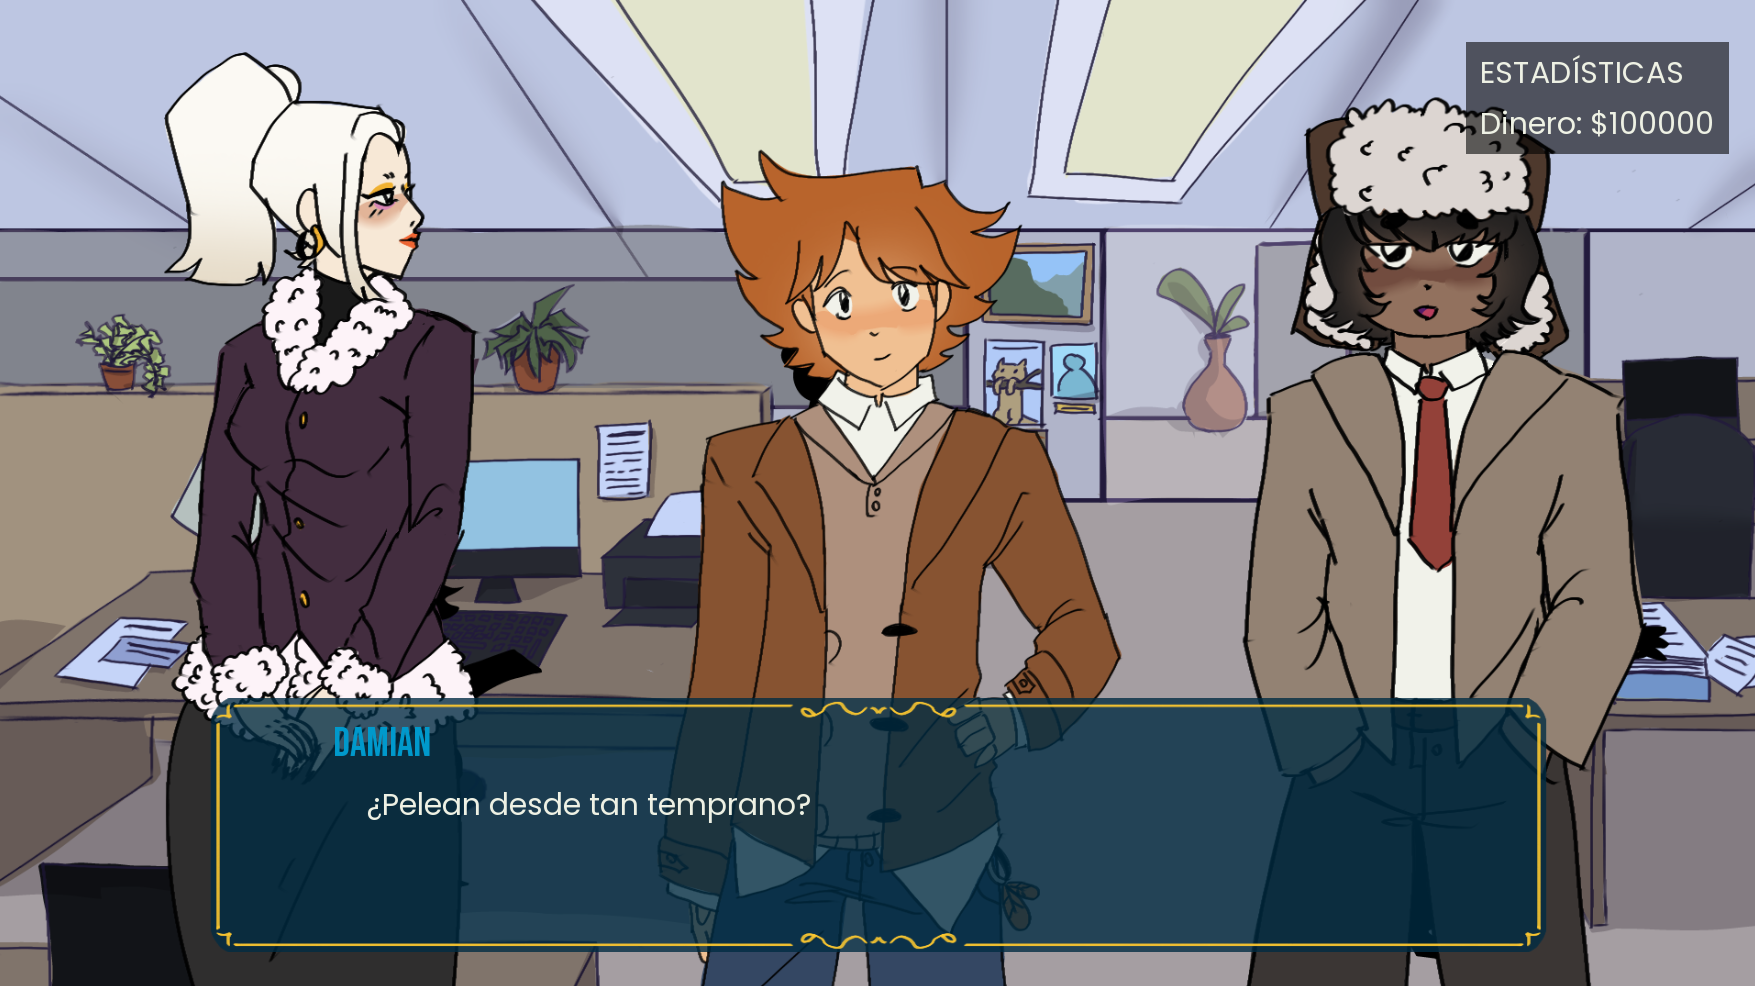 ESTADÍSTICAS
Dinero: $100000
DAMIAN
¿Pelean desde tan temprano?